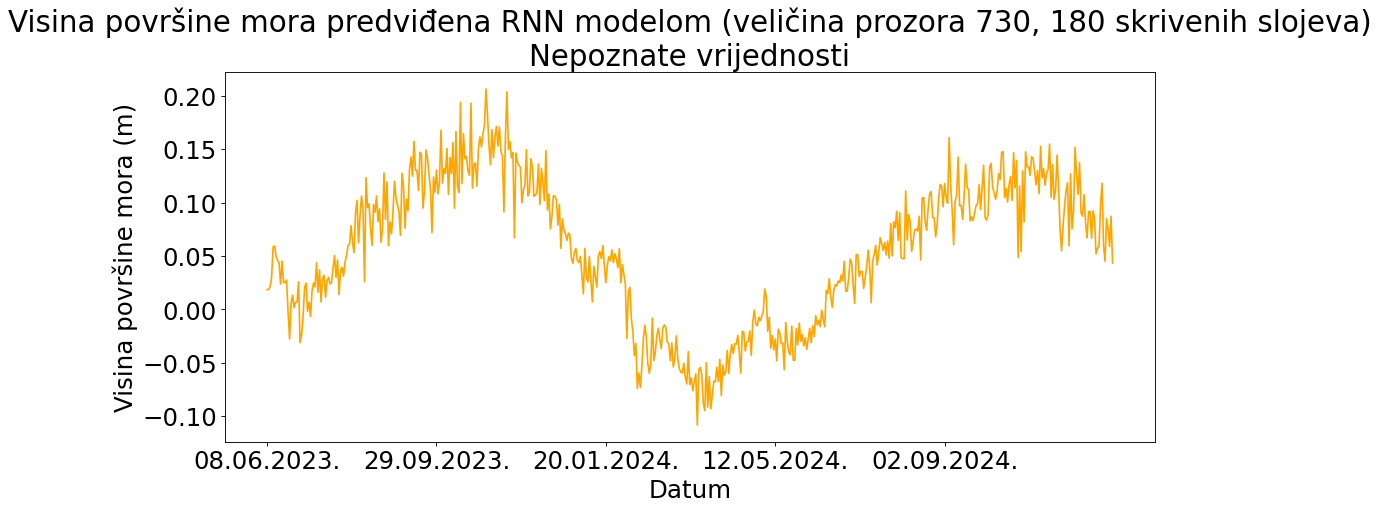 Visina površine mora predviđena RNN modelom (veličina prozora 730, 180 skrivenih slojeva)
Nepoznate vrijednosti
Visina površine mora (m)
0.20
0.15
0.10
0.05
0.00
−0.05
−0.10
08.06.2023. 29.09.2023. 20.01.2024. 12.05.2024. 02.09.2024.
Datum